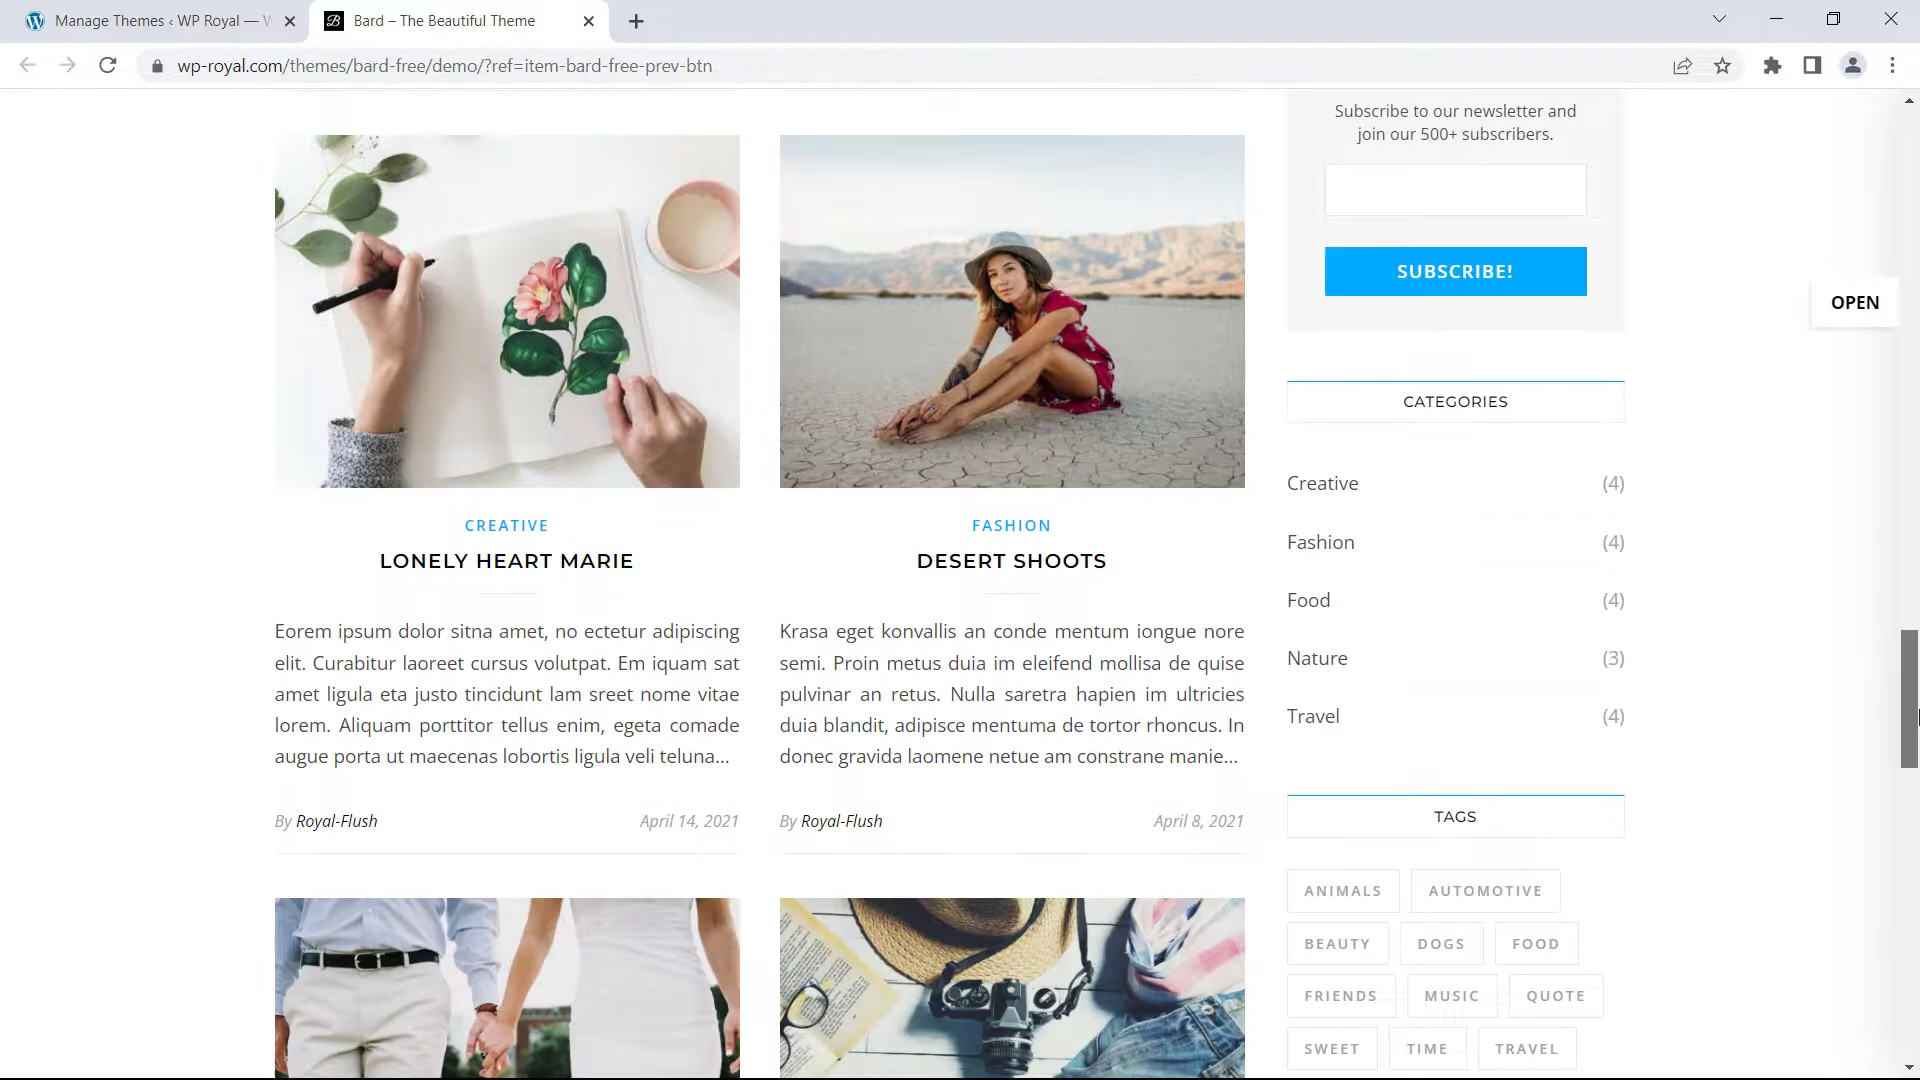 Manage Themes ‹ WP Royal — W
Bard – The Beautiful Theme
wp-royal.com/themes/bard-free/demo/?ref=item-bard-free-prev-btn
Subscribe to our newsletter and
join our 500+ subscribers.
SUBSCRIBE!
OPEN
CATEGORIES
Creative (4)
Fashion (4)
Food (4)
Nature (3)
Travel (4)
TAGS
ANIMALS AUTOMOTIVE
BEAUTY DOGS FOOD
FRIENDS MUSIC QUOTE
SWEET TIME TRAVEL
CREATIVE
LONELY HEART MARIE
Eorem ipsum dolor sitna amet, no ectetur adipiscing
elit. Curabitur laoreet cursus volutpat. Em iquam sat
amet ligula eta justo tincidunt lam sreet nome vitae
lorem. Aliquam porttitor tellus enim, egeta comade
augue porta ut maecenas lobortis ligula veli teluna...
By Royal-Flush April 14, 2021
FASHION
DESERT SHOOTS
Krasa eget konvallis an conde mentum iongue nore
semi. Proin metus duia im eleifend mollisa de quise
pulvinar an retus. Nulla saretra hapien im ultricies
duia blandit, adipisce mentuma de tortor rhoncus. In
donec gravida laomene netue am constrane manie...
By Royal-Flush April 8, 2021